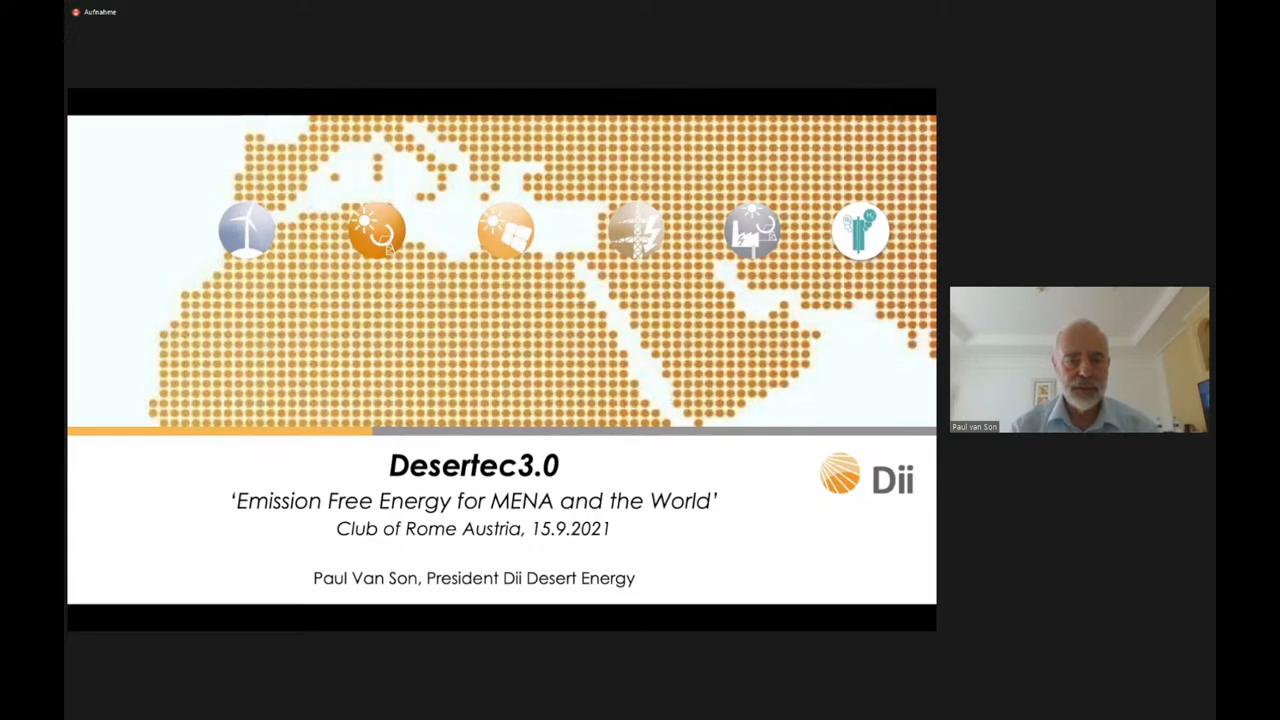 Aufnahme
H₂
Desertec3.0
‘Emission Free Energy for MENA and the World’
Club of Rome Austria, 15.9.2021
Paul Van Son, President Dii Desert Energy
Dii
Paul van Son